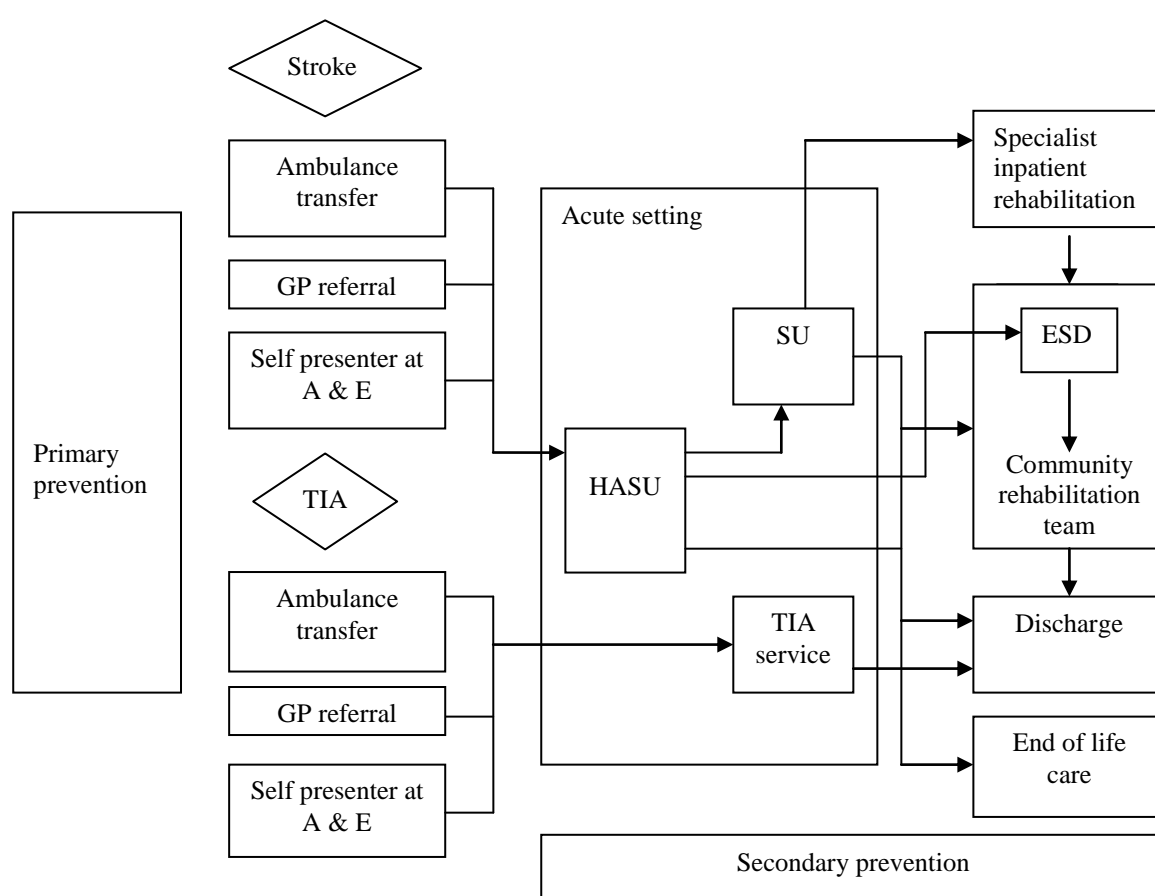 Stroke
Ambulance
transfer
GP referral
Self presenter at
A & E
Primary
prevention
TIA
Ambulance
transfer
GP referral
Self presenter at
A & E
Acute setting
SU
HASU
TIA
service
Specialist
inpatient
rehabilitation
ESD
Community
rehabilitation
team
Discharge
End of life
care
Secondary prevention